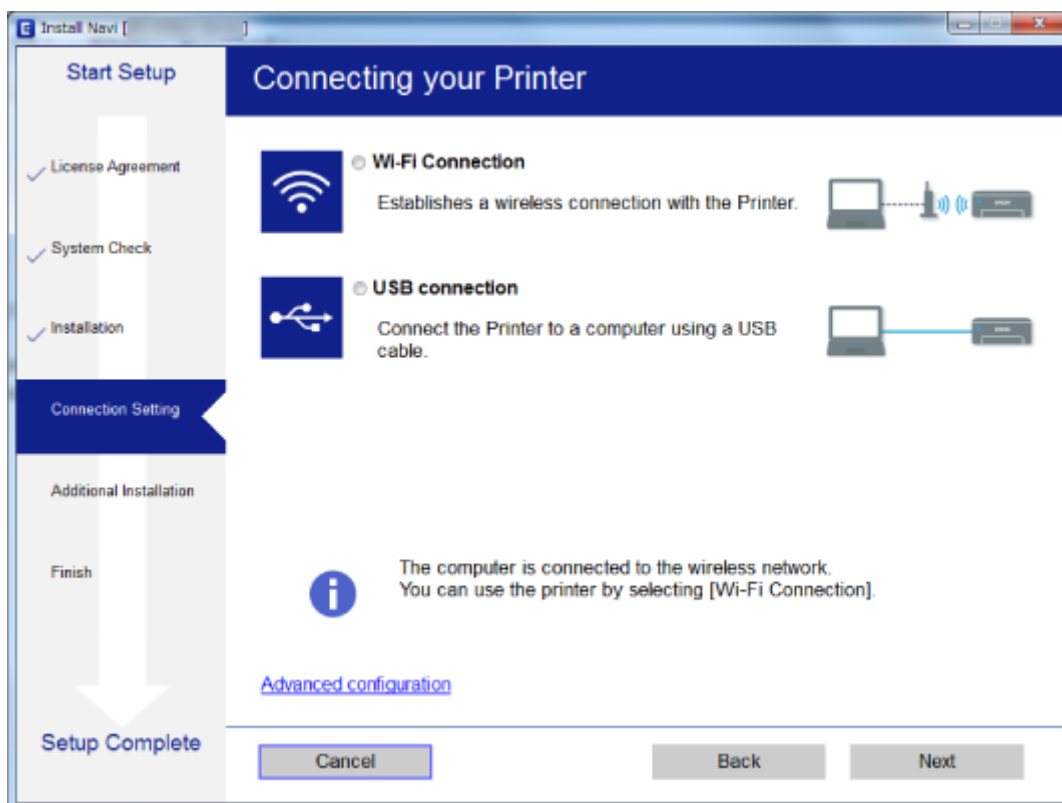 Install Navi [ ]
Start Setup
License Agreement
System Check
Installation
Connection Setting
Additional Installation
Finish
Setup Complete
Connecting your Printer
Wi-Fi Connection
Establishes a wireless connection with the Printer.
USB connection
Connect the Printer to a computer using a USB
cable.
The computer is connected to the wireless network.
You can use the printer by selecting [Wi-Fi Connection].
Advanced configuration
Cancel
Back
Next